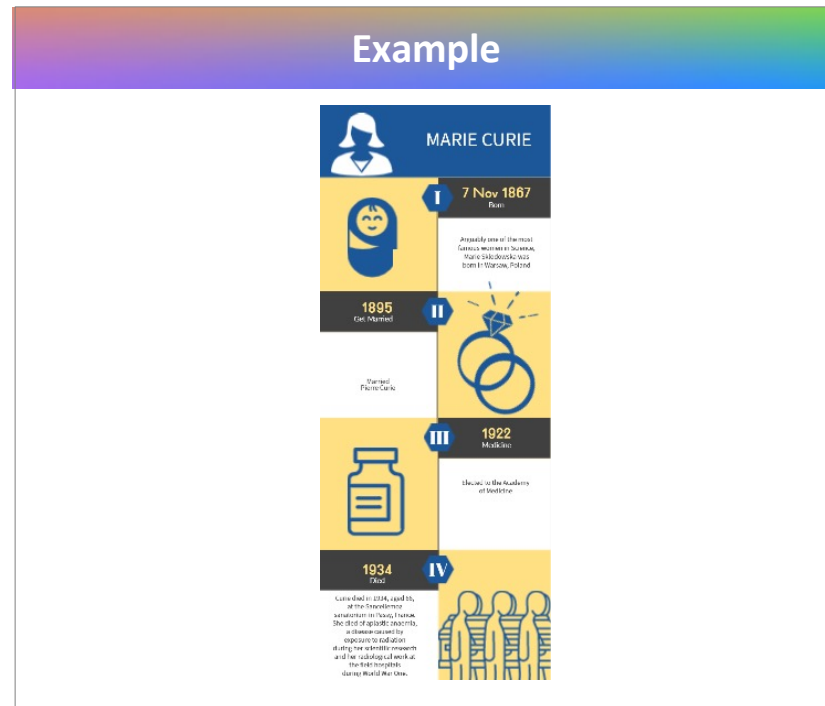 Example
MARIE CURIE
I
7 Nov 1867
Born
Arguably one of the most
famous women in Science,
Marie Sklodowska was
born in Warsaw, Poland
1895
Get Married
II
Married
Pierre Curie
III
1922
Medicine
Elected to the Academy
of Medicine
1934
Died
IV
Curie died in 1934, aged 66,
at the Sancellemoz
sanatorium in Passy, France.
She died of aplastic anaemia,
a disease caused by
exposure to radiation
during her scientific research
and her radiological work at
the field hospitals
during World War One.